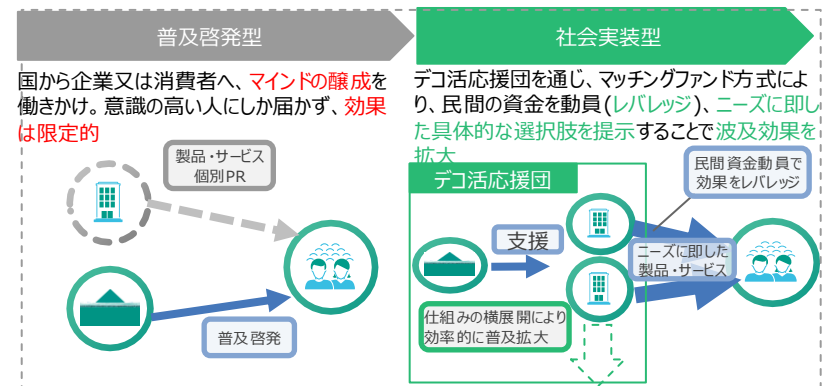 普及啓発型
国から企業又は消費者へ、マインドの醸成を
働きかけ。意識の高い人にしか届かず、効果
は限定的
製品・サービス
個別PR
普及啓発
社会実装型
デコ活応援団を通じ、マッチングファンド方式によ
り、民間の資金を動員(レバレッジ)、ニーズに即し
た具体的な選択肢を提示することで波及効果を
拡大
デコ活応援団
民間資金動員で
効果をレバレッジ
支援
ニーズに即した
製品・サービス
仕組みの横展開により
効率的に普及拡大